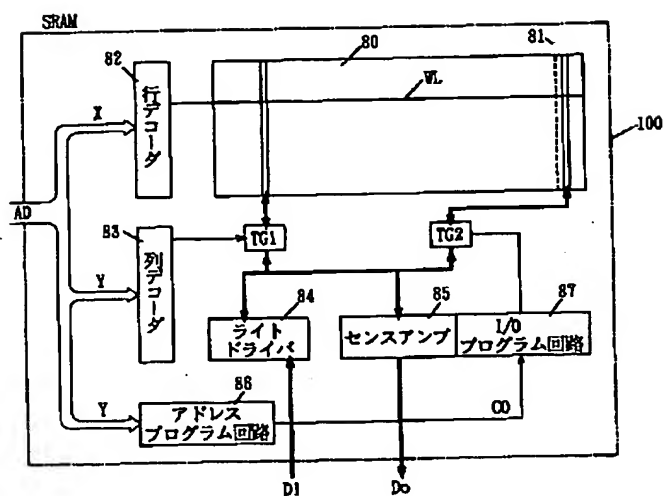 SRAM
82
80
81
行デコーダ
WL
X
100
AD
83
列デコーダ
TG1
TG2
Y
84
85
87
ライト
ドライバ
センスアンプ
I/O
プログラム回路
86
Y
アドレス
プログラム回路
CO
DI
Do